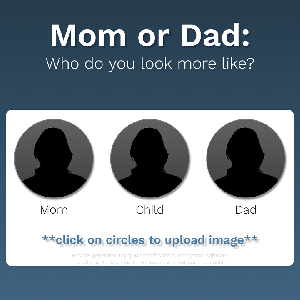 Mom or Dad:
Who do you look more like?
Mom
Child
Dad
**click on circles to upload image**